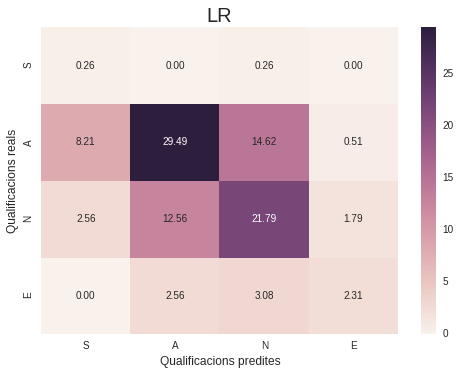 LR
S 0.26 0.00 0.26 0.00
A 8.21 29.49 14.62 0.51
N 2.56 12.56 21.79 1.79
E 0.00 2.56 3.08 2.31
S A N E
Qualificacions predites
Qualificacions reals
25
20
15
10
5
0